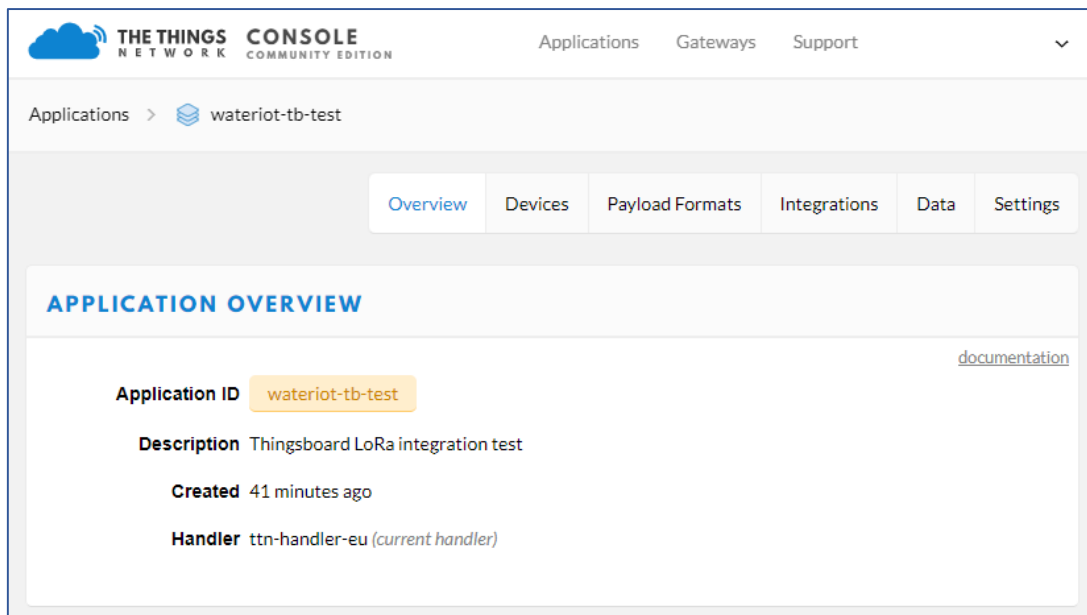 THE THINGS CONSOLE
NETWORK COMMUNITY EDITION
Applications Gateways Support
Applications > wateriot-tb-test
Overview Devices Payload Formats Integrations Data Settings
APPLICATION OVERVIEW
documentation
Application ID wateriot-tb-test
Description Thingsboard LoRa integration test
Created 41 minutes ago
Handler ttn-handler-eu (current handler)